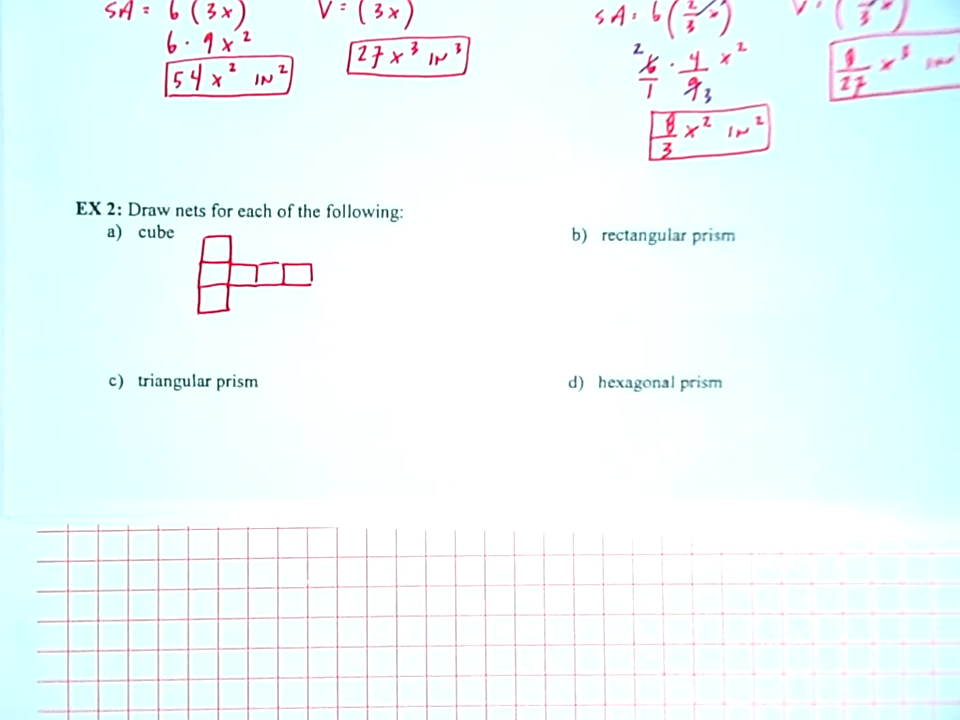 SA = 6 (3x)² V = (3x)
6 · 9x²
54x² IN² 27x³ IN³
SA = 6(2/3 x)
²6/1 · 4/9 3 x²
8/3 x² IN²
8/27 x³
EX 2: Draw nets for each of the following:
a) cube b) rectangular prism
c) triangular prism d) hexagonal prism